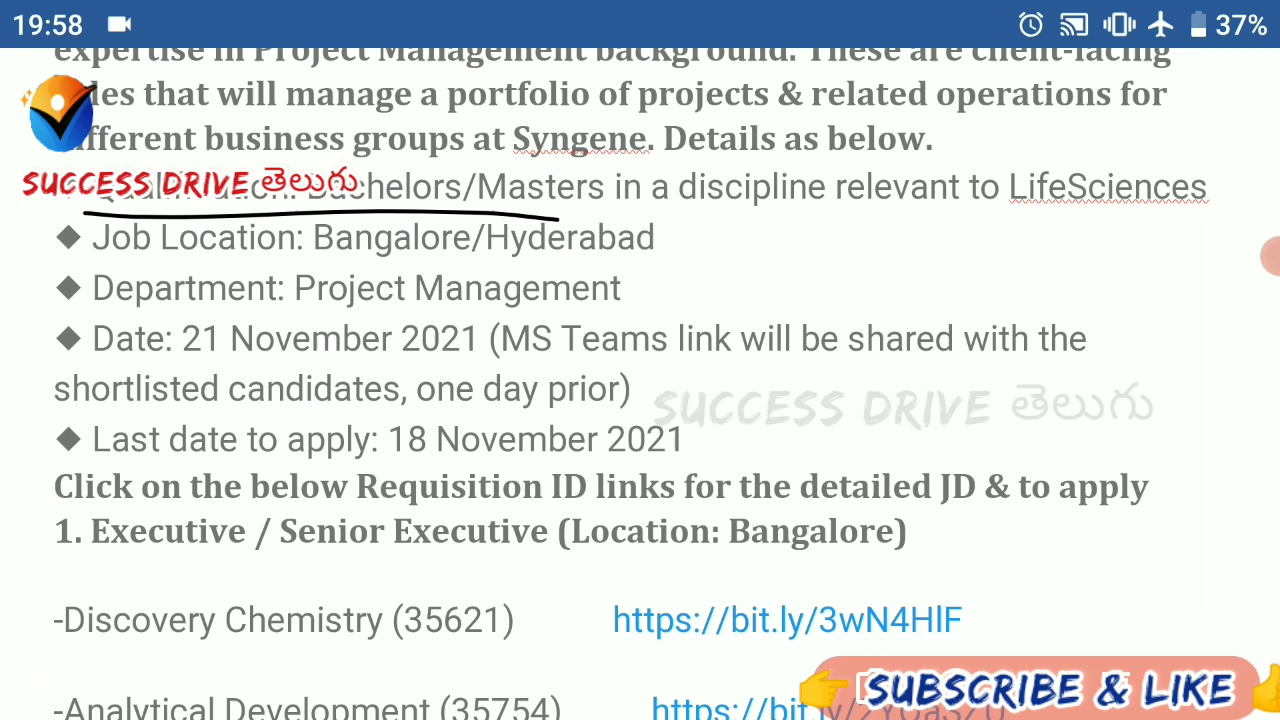 19:58 37%
expertise in Project Management background. These are client-facing
that will manage a portfolio of projects & related operations for
different business groups at Syngene. Details as below.
SUCCESS DRIVE తెలుగు
Bachelors/Masters in a discipline relevant to LifeSciences
◆ Job Location: Bangalore/Hyderabad
◆ Department: Project Management
◆ Date: 21 November 2021 (MS Teams link will be shared with the
shortlisted candidates, one day prior)
SUCCESS DRIVE తెలుగు
◆ Last date to apply: 18 November 2021
Click on the below Requisition ID links for the detailed JD & to apply
1. Executive / Senior Executive (Location: Bangalore)
-Discovery Chemistry (35621) https://bit.ly/3wN4HlF
-Analytical Development (35754)
SUBSCRIBE & LIKE